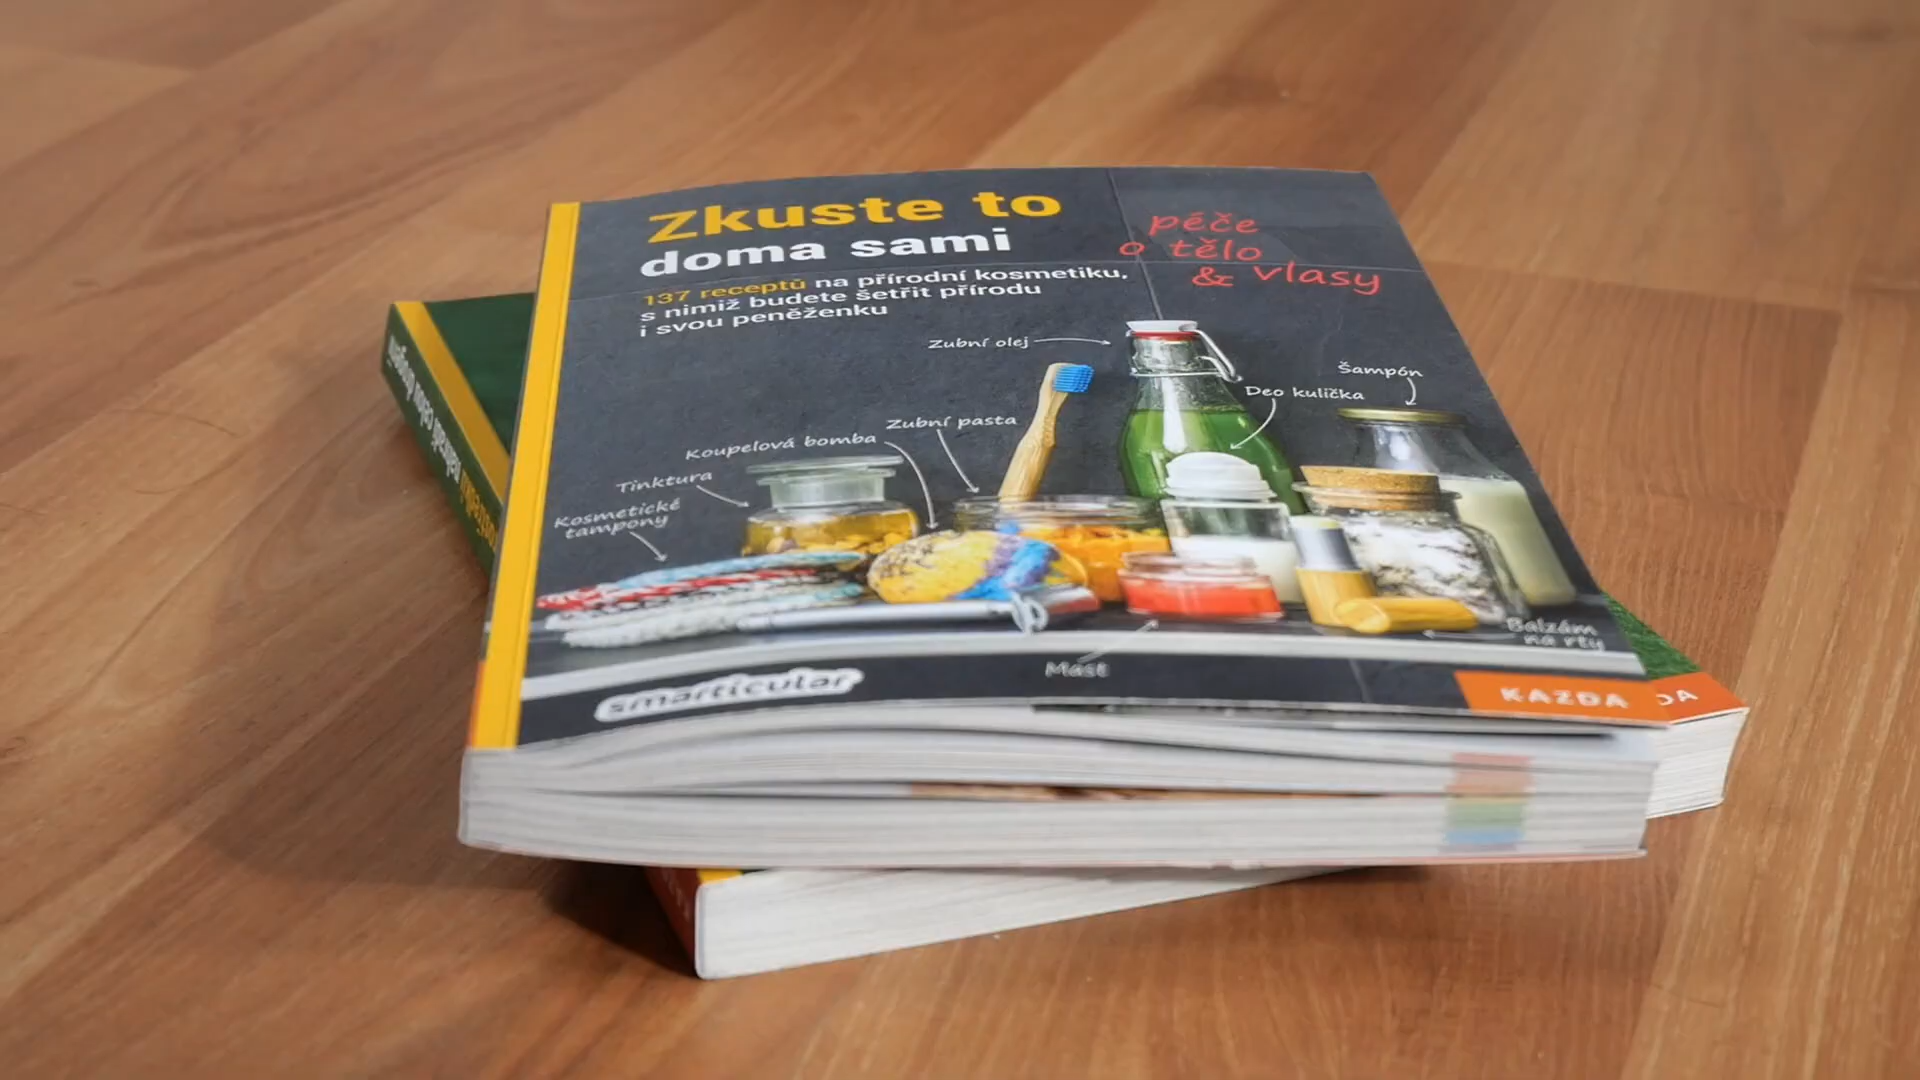 Zkuste to
doma sami
137 receptů na přírodní kosmetiku,
s nimiž budete šetřit přírodu
i svou peněženku
péče
o tělo
& vlasy
Zubní olej
Šampón
Deo kulička
Zubní pasta
Koupelová bomba
Tinktura
Kosmetické
tampony
Balzám
na rty
Mast
smarticular
KAZDA
DA